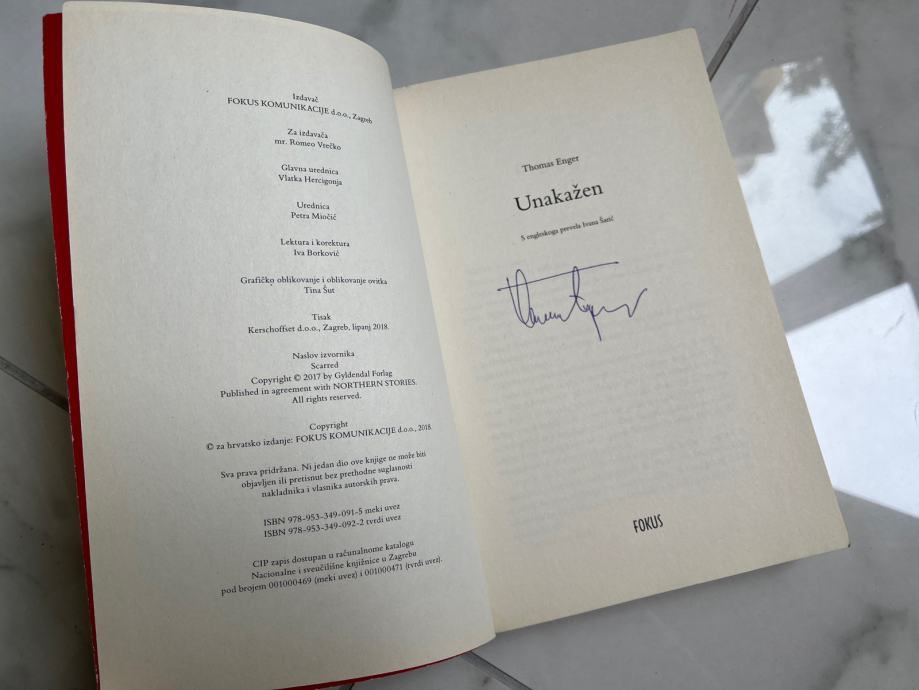 Izdavač
FOKUS KOMUNIKACIJE d.o.o., Zagreb
Za izdavača
mr. Romeo Vrečko
Glavna urednica
Vlatka Hercigonja
Urednica
Petra Miočić
Lektura i korektura
Iva Borković
Grafičko oblikovanje i oblikovanje ovitka
Tina Šut
Tisak
Kerschoffset d.o.o., Zagreb, lipanj 2018.
Naslov izvornika
Scarred
Copyright © 2017 by Gyldendal Forlag
Published in agreement with NORTHERN STORIES.
All rights reserved.
Copyright
© za hrvatsko izdanje: FOKUS KOMUNIKACIJE d.o.o., 2018.
Sva prava pridržana. Ni jedan dio ove knjige ne može biti
objavljen ili pretisnut bez prethodne suglasnosti
nakladnika i vlasnika autorskih prava.
ISBN 978-953-349-091-5 meki uvez
ISBN 978-953-349-092-2 tvrdi uvez
CIP zapis dostupan u računalnome katalogu
Nacionalne i sveučilišne knjižnice u Zagrebu
pod brojem 001000469 (meki uvez) i 001000471 (tvrdi uvez).
Thomas Enger
Unakažen
S engleskoga prevela Ivana Šarić
FOKUS